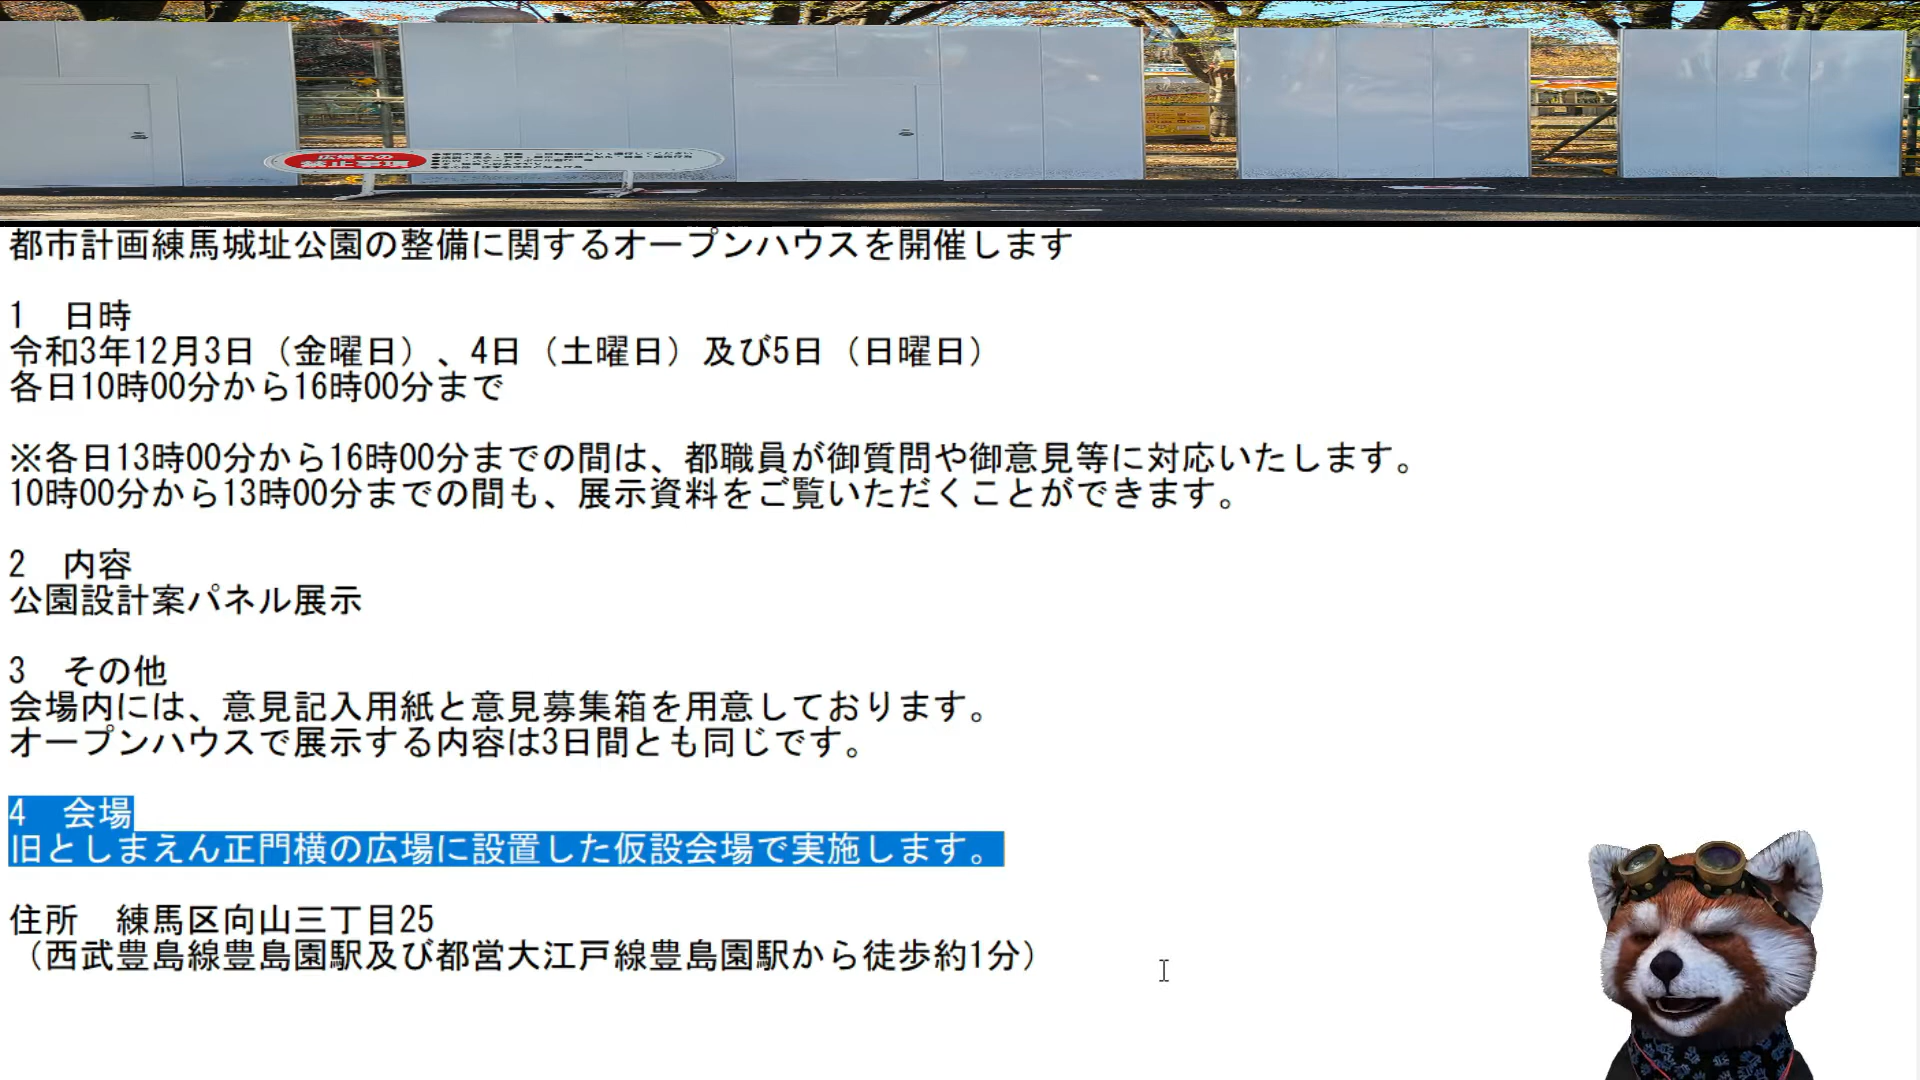 広場での
禁止事項
都市計画練馬城址公園の整備に関するオープンハウスを開催します
1　日時
令和3年12月3日（金曜日）、4日（土曜日）及び5日（日曜日）
各日10時00分から16時00分まで
※各日13時00分から16時00分までの間は、都職員が御質問や御意見等に対応いたします。
10時00分から13時00分までの間も、展示資料をご覧いただくことができます。
2　内容
公園設計案パネル展示
3　その他
会場内には、意見記入用紙と意見募集箱を用意しております。
オープンハウスで展示する内容は3日間とも同じです。
4　会場
旧としまえん正門横の広場に設置した仮設会場で実施します。
住所　練馬区向山三丁目25
（西武豊島線豊島園駅及び都営大江戸線豊島園駅から徒歩約1分）